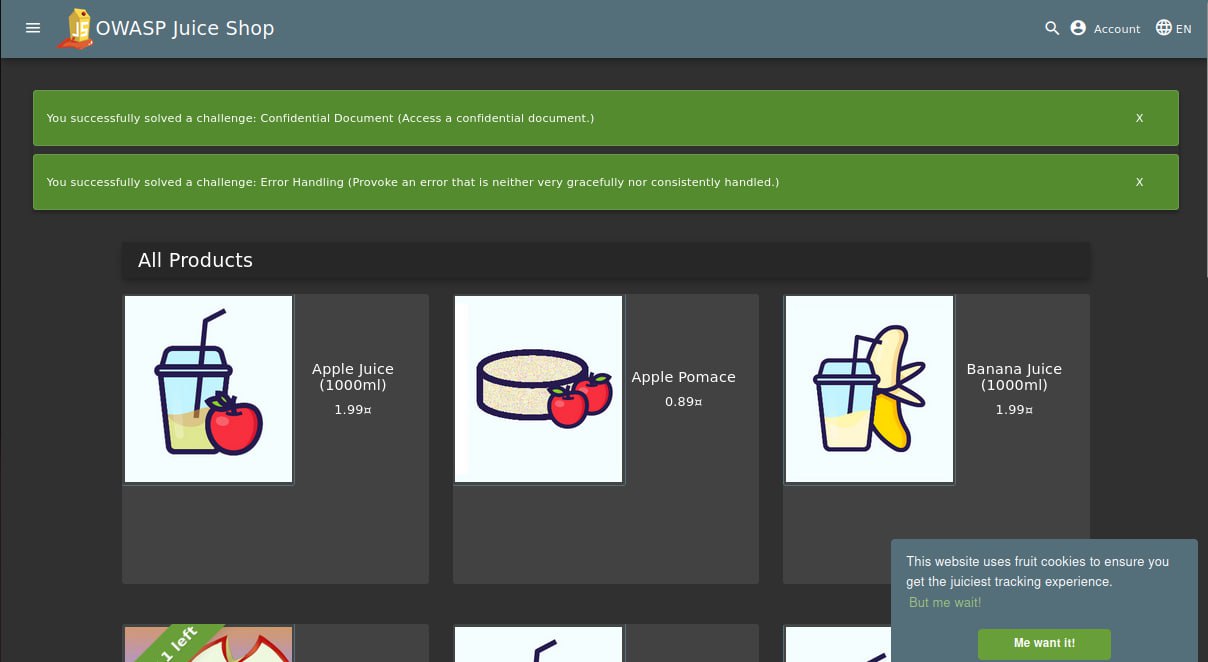 OWASP Juice Shop
Account
EN
You successfully solved a challenge: Confidential Document (Access a confidential document.)
X
You successfully solved a challenge: Error Handling (Provoke an error that is neither very gracefully nor consistently handled.)
X
All Products
Apple Juice
(1000ml)
1.99¤
Apple Pomace
0.89¤
Banana Juice
(1000ml)
1.99¤
This website uses fruit cookies to ensure you
get the juiciest tracking experience.
But me wait!
Me want it!
1 left